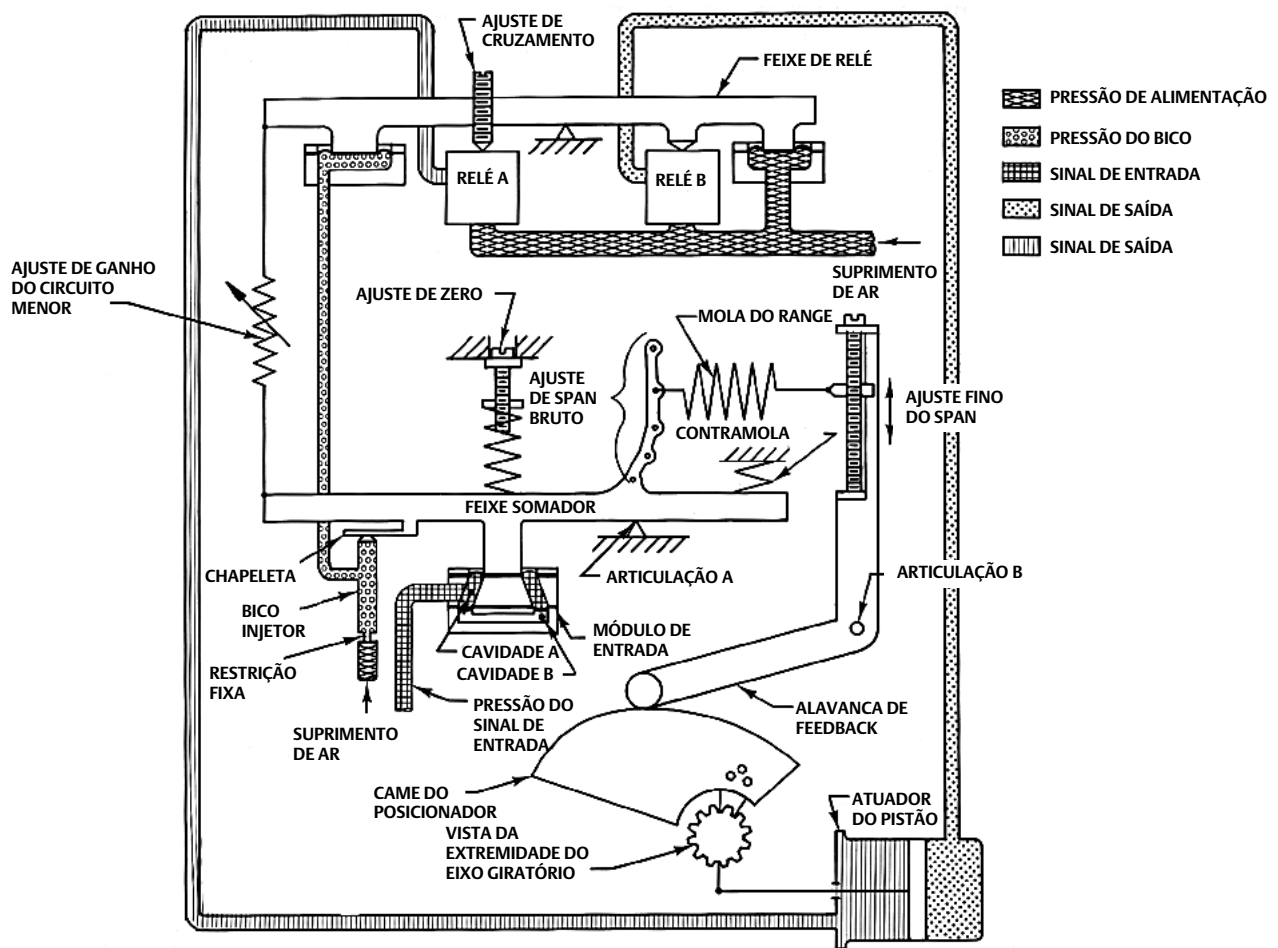 AJUSTE DE
CRUZAMENTO
FEIXE DE RELÉ
PRESSÃO DE ALIMENTAÇÃO
PRESSÃO DO BICO
SINAL DE ENTRADA
SINAL DE SAÍDA
SINAL DE SAÍDA
RELÉ A
RELÉ B
SUPRIMENTO
DE AR
AJUSTE DE GANHO
DO CIRCUITO
MENOR
AJUSTE DE ZERO
MOLA DO RANGE
AJUSTE
DE SPAN
BRUTO
AJUSTE FINO
DO SPAN
CONTRAMOLA
FEIXE SOMADOR
CHAPELETA
ARTICULAÇÃO A
ARTICULAÇÃO B
BICO
INJETOR
MÓDULO DE
ENTRADA
CAVIDADE A
CAVIDADE B
RESTRIÇÃO
FIXA
PRESSÃO DO
SINAL DE
ENTRADA
ALAVANCA DE
FEEDBACK
SUPRIMENTO
DE AR
CAME DO
POSICIONADOR
VISTA DA
EXTREMIDADE DO
EIXO GIRATÓRIO
ATUADOR
DO PISTÃO